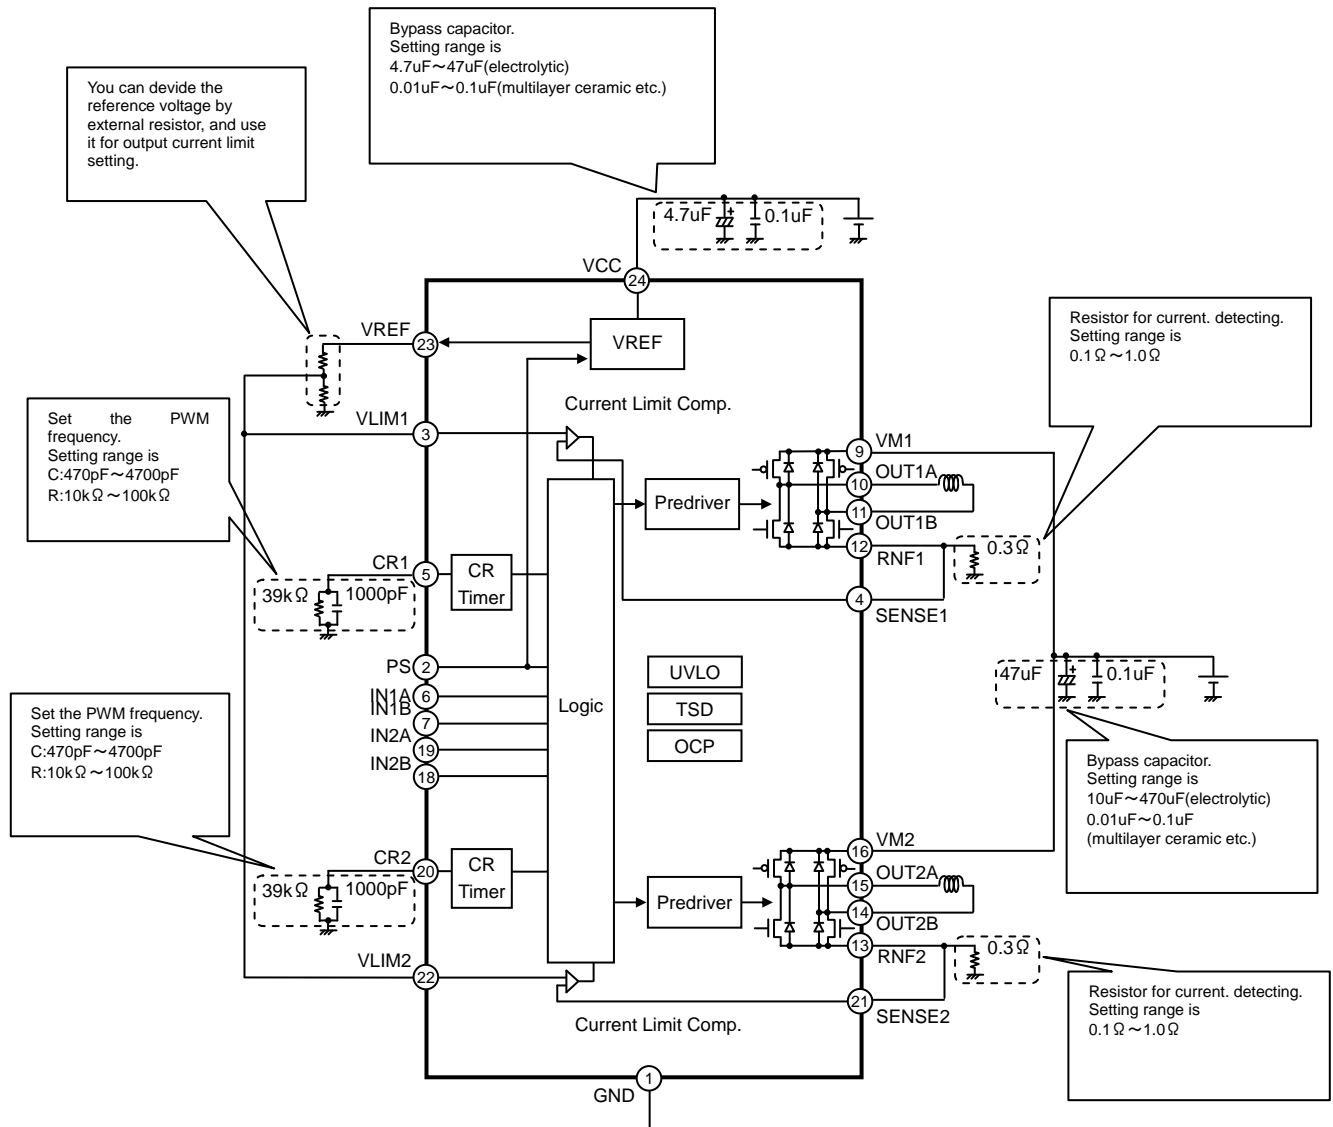 Bypass capacitor.
Setting range is
4.7uF～47uF(electrolytic)
0.01uF～0.1uF(multilayer ceramic etc.)
You can devide the
reference voltage by
external resistor, and use
it for output current limit
setting.
4.7uF
+
0.1uF
VCC
24
VREF
23
VREF
Resistor for current. detecting.
Setting range is
0.1Ω～1.0Ω
Current Limit Comp.
Set the PWM
frequency.
Setting range is
C:470pF～4700pF
R:10kΩ～100kΩ
VLIM1
3
9
VM1
10
OUT1A
Predriver
11
OUT1B
12
RNF1
0.3Ω
CR1
5
CR
Timer
39kΩ
1000pF
4
SENSE1
PS
2
IN1A
6
IN1B
7
IN2A
19
IN2B
18
Logic
UVLO
TSD
OCP
47uF
+
0.1uF
Set the PWM frequency.
Setting range is
C:470pF～4700pF
R:10kΩ～100kΩ
Bypass capacitor.
Setting range is
10uF～470uF(electrolytic)
0.01uF～0.1uF
(multilayer ceramic etc.)
CR2
20
CR
Timer
39kΩ
1000pF
16
VM2
15
OUT2A
Predriver
14
OUT2B
13
RNF2
0.3Ω
VLIM2
22
21
SENSE2
Current Limit Comp.
Resistor for current. detecting.
Setting range is
0.1Ω～1.0Ω
GND
1